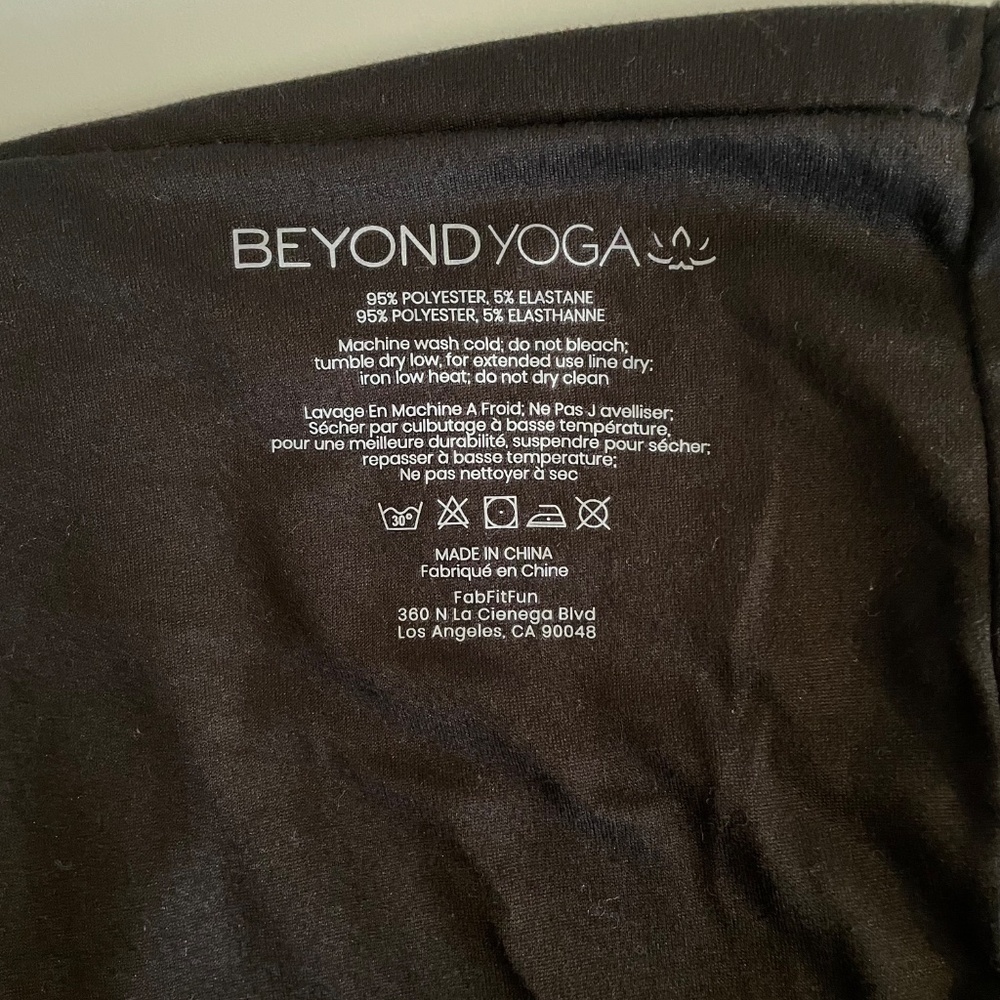 BEYOND YOGA
95% POLYESTER, 5% ELASTANE
95% POLYESTER, 5% ELASTHANNE
Machine wash cold; do not bleach;
tumble dry low, for extended use line dry;
iron low heat; do not dry clean
Lavage En Machine A Froid; Ne Pas J avelliser;
Sécher par culbutage à basse température,
pour une meilleure durabilité, suspendre pour sécher;
repasser à basse temperature;
Ne pas nettoyer à sec
30°
MADE IN CHINA
Fabriqué en Chine
FabFitFun
360 N La Cienega Blvd
Los Angeles, CA 90048